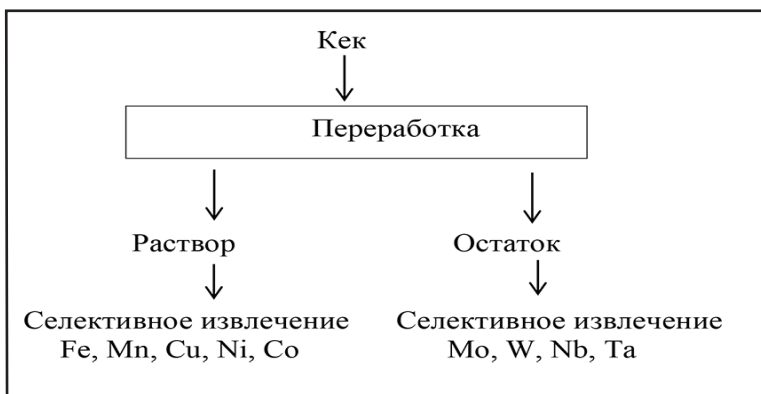 Кек
Переработка
Раствор
Остаток
Селективное извлечение
Fe, Mn, Cu, Ni, Co
Селективное извлечение
Mo, W, Nb, Ta